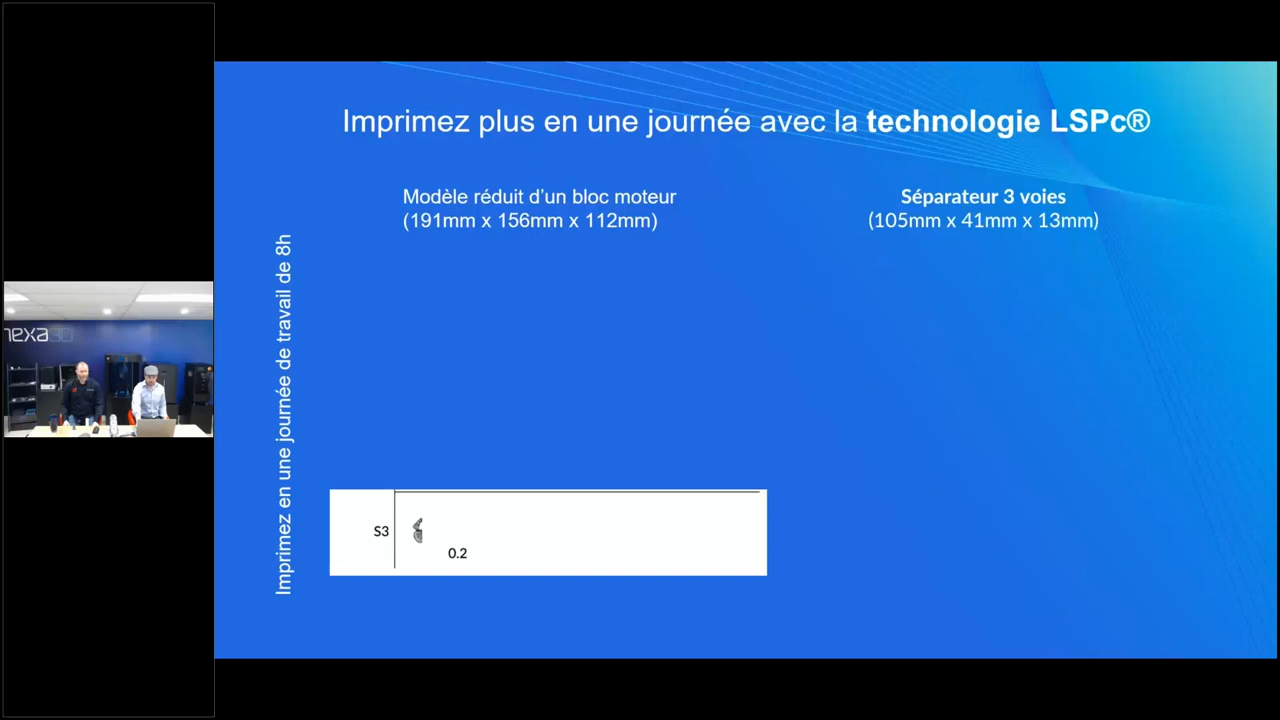 Imprimez plus en une journée avec la technologie LSPc®
Modèle réduit d’un bloc moteur
(191mm x 156mm x 112mm)
Séparateur 3 voies
(105mm x 41mm x 13mm)
Imprimez en une journée de travail de 8h
S3
0.2
nexa3D